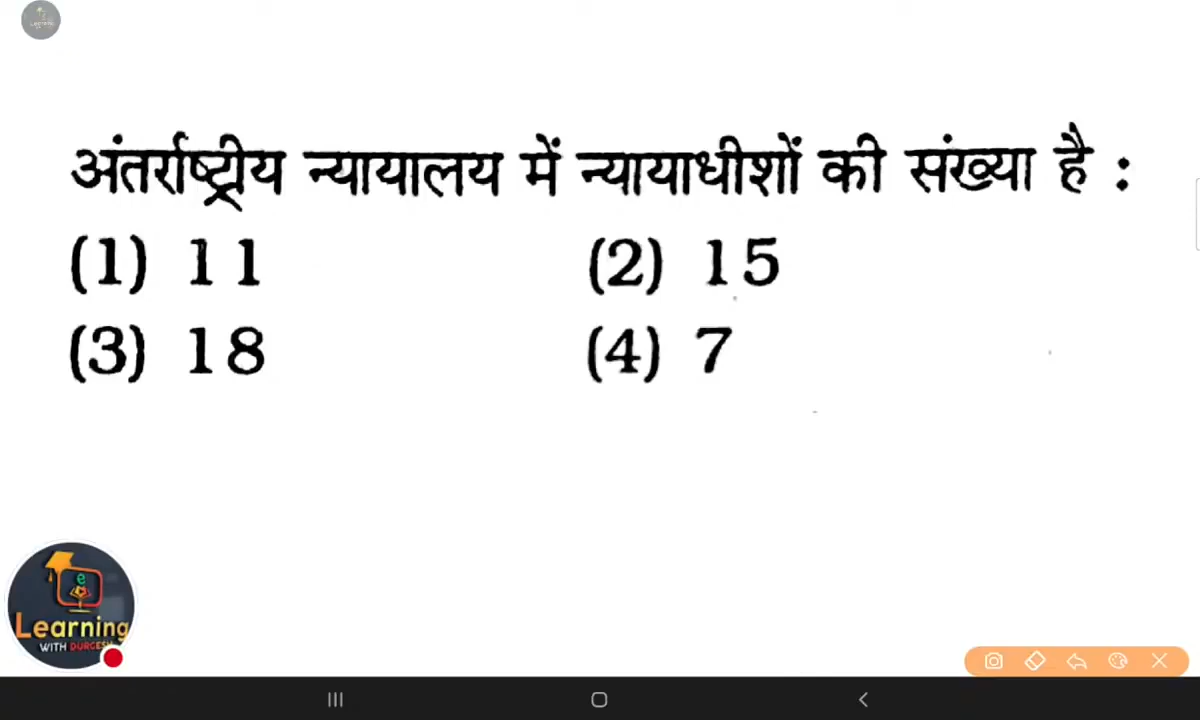 अंतर्राष्ट्रीय न्यायालय में न्यायाधीशों की संख्या है :
(1) 11 (2) 15
(3) 18 (4) 7
Learning
WITH DURGESH